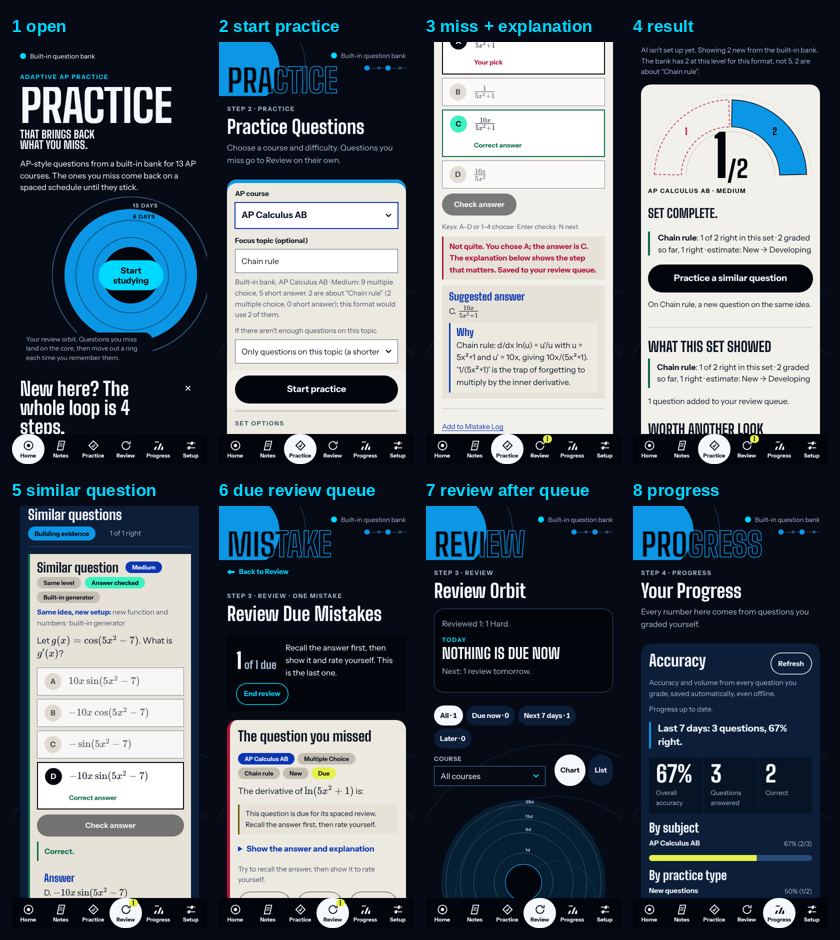 1 open
Built-in question bank
ADAPTIVE AP PRACTICE
PRACTICE
THAT BRINGS BACK
WHAT YOU MISS.
AP-style questions from a built-in bank for 13 AP
courses. The ones you miss come back on a
spaced schedule until they stick.
15 DAYS
6 DAYS
Start
studying
Your review orbit. Questions you miss
land on the core, then move out a ring
each time you remember them.
New here? The
whole loop is 4
steps.
×
Home
Notes
Practice
Review
Progress
Setup
2 start practice
PRACTICE
Built-in question bank
STEP 2 · PRACTICE
Practice Questions
Choose a course and difficulty. Questions you
miss go to Review on their own.
AP course
AP Calculus AB
Focus topic (optional)
Chain rule
Built-in bank, AP Calculus AB · Medium: 9 multiple
choice, 5 short answer. 2 are about "Chain rule" (2
multiple choice, 0 short answer); this format would
use 2 of them.
If there aren't enough questions on this topic
Only questions on this topic (a shorter
Start practice
SET OPTIONS
Home
Notes
Practice
Review
Progress
Setup
3 miss + explanation
5x²+1
Your pick
B
1/(5x²+1)
C
10x/(5x²+1)
Correct answer
D
10x/5x²
Check answer
Keys: A–D or 1–4 choose · Enter checks · N next
Not quite. You chose A; the answer is C.
The explanation below shows the step
that matters. Saved to your review queue.
Suggested answer
C. 10x/(5x²+1)
Why
Chain rule: d/dx ln(u) = u'/u with u =
5x²+1 and u' = 10x, giving 10x/(5x²+1).
'1/(5x²+1)' is the trap of forgetting to
multiply by the inner derivative.
Add to Mistake Log
Home
Notes
Practice
Review
1
Progress
Setup
4 result
AI isn't set up yet. Showing 2 new from the built-in bank.
The bank has 2 at this level for this format, not 5. 2 are
about "Chain rule".
1
2
1/2
AP CALCULUS AB · MEDIUM
SET COMPLETE.
Chain rule: 1 of 2 right in this set · 2 graded
so far, 1 right · estimate: New → Developing
Practice a similar question
On Chain rule, a new question on the same idea.
WHAT THIS SET SHOWED
Chain rule: 1 of 2 right in this set · 2 graded
so far, 1 right · estimate: New → Developing
1 question added to your review queue.
WORTH ANOTHER LOOK
Home
Notes
Practice
Review
1
Progress
Setup
5 similar question
Similar questions
Building evidence
1 of 1 right
Similar question
Medium
Same level
Answer checked
Built-in generator
Same idea, new setup: new function and
numbers · built-in generator
Let g(x) = cos(5x² − 7). What is
g′(x)?
A
10x sin(5x² − 7)
B
−10x cos(5x² − 7)
C
− sin(5x² − 7)
D
−10x sin(5x² − 7)
Correct answer
Check answer
Correct.
Answer
D. −10x sin(5x² − 7)
Home
Notes
Practice
Review
1
Progress
Setup
6 due review queue
MISTAKE
Built-in question bank
← Back to Review
STEP 3 · REVIEW · ONE MISTAKE
Review Due Mistakes
1 of 1 due
Recall the answer first, then
show it and rate yourself. This
is the last one.
End review
The question you missed
AP Calculus AB
Multiple Choice
Chain rule
New
Due
The derivative of ln(5x² + 1) is:
This question is due for its spaced review.
Recall the answer first, then rate yourself.
Show the answer and explanation
Try to recall the answer, then show it to rate
yourself.
Home
Notes
Practice
Review
1
Progress
Setup
7 review after queue
REVIEW
Built-in question bank
STEP 3 · REVIEW
Review Orbit
Reviewed 1: 1 Hard.
TODAY
NOTHING IS DUE NOW
Next: 1 review tomorrow.
All · 1
Due now · 0
Next 7 days · 1
Later · 0
COURSE
All courses
Chart
List
15d
6d
1d
Home
Notes
Practice
Review
Progress
Setup
8 progress
PROGRESS
Built-in question bank
STEP 4 · PROGRESS
Your Progress
Every number here comes from questions you
graded yourself.
Accuracy
Refresh
Accuracy and volume from every question you
grade, saved automatically, even offline.
Progress up to date.
Last 7 days: 3 questions, 67%
right.
67%
Overall
accuracy
3
Questions
answered
2
Correct
By subject
AP Calculus AB
67% (2/3)
By practice type
New questions
50% (1/2)
Home
Notes
Practice
Review
Progress
Setup